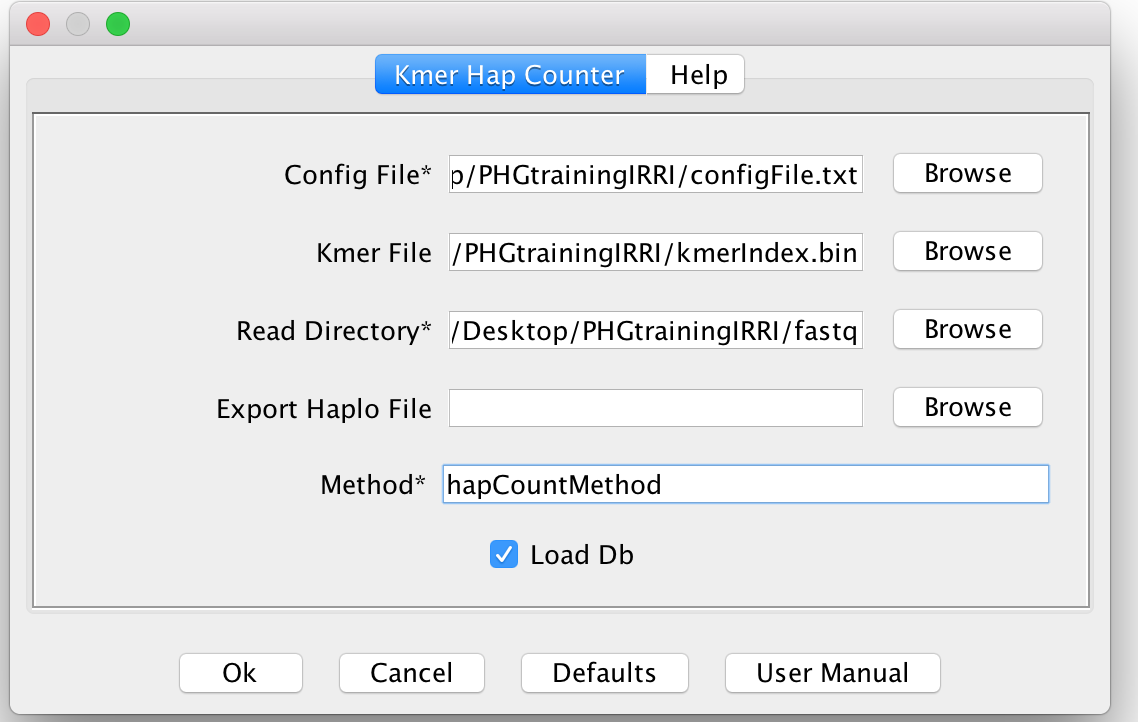 Kmer Hap Counter Help
Config File* p/PHGtrainingIRRI/configFile.txt Browse
Kmer File /PHGtrainingIRRI/kmerIndex.bin Browse
Read Directory* /Desktop/PHGtrainingIRRI/fastq Browse
Export Haplo File Browse
Method* hapCountMethod
Load Db
Ok Cancel Defaults User Manual